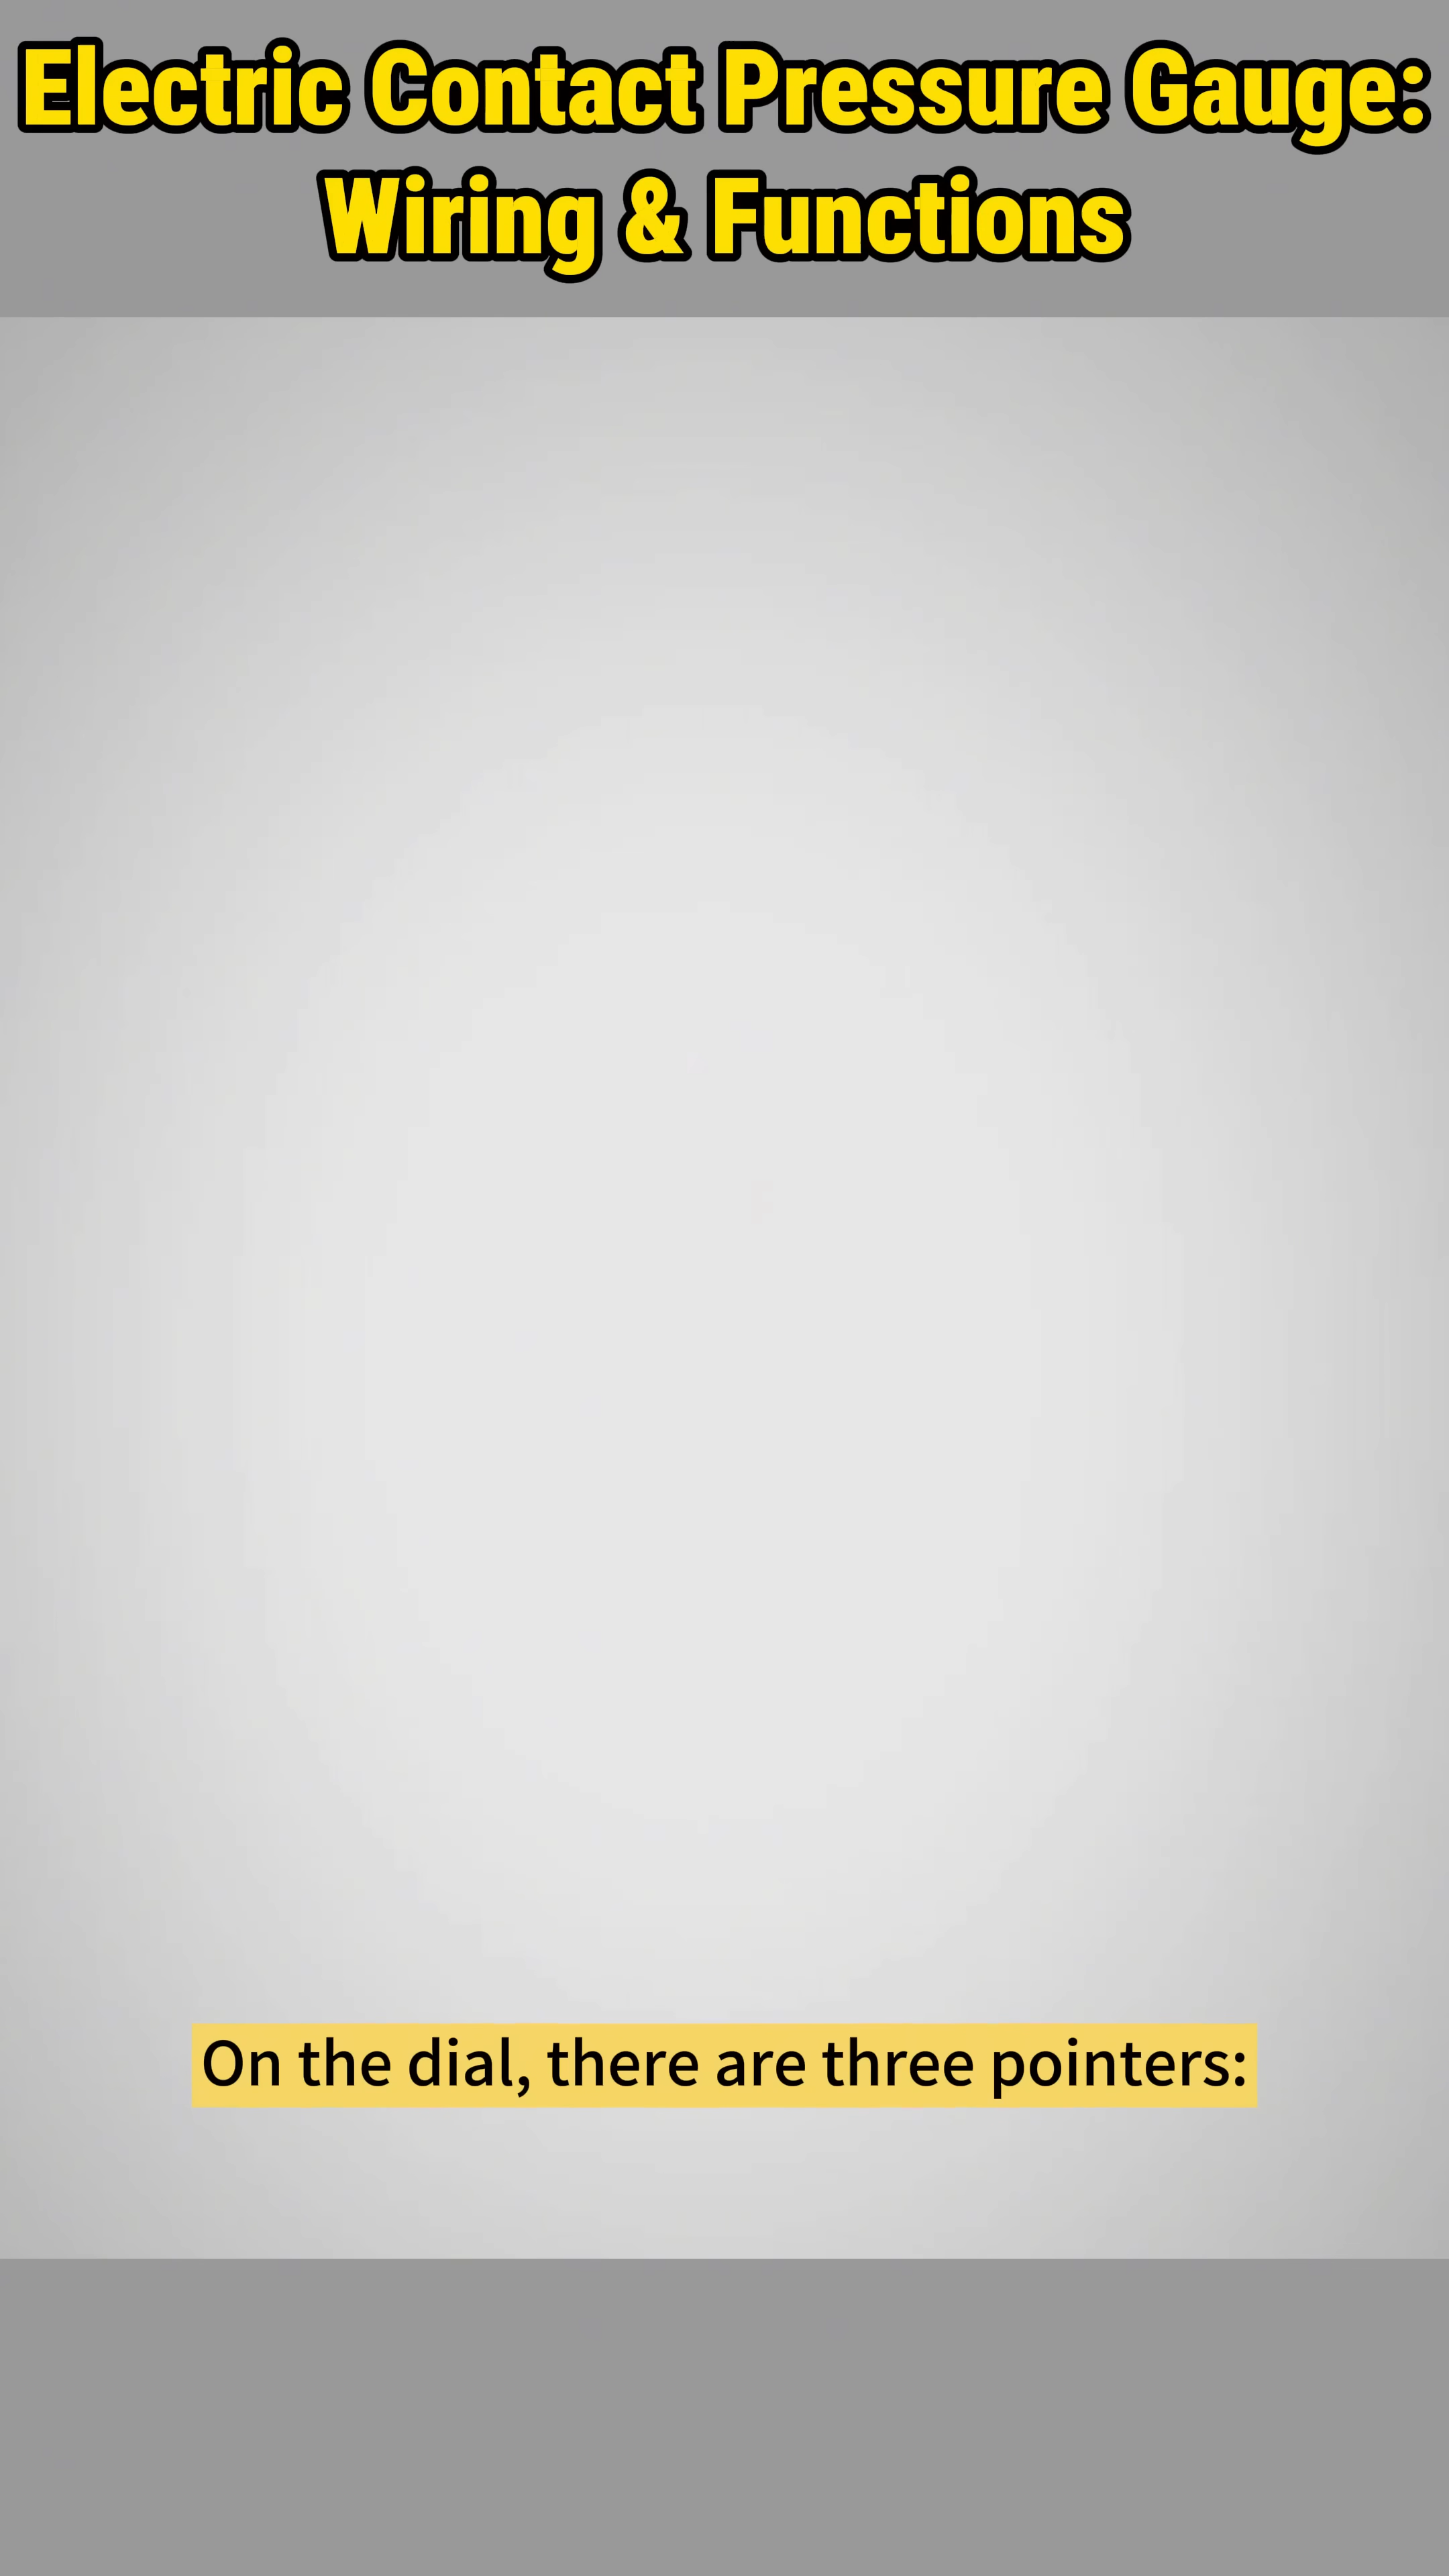 Electric Contact Pressure Gauge:
Wiring & Functions
On the dial, there are three pointers: